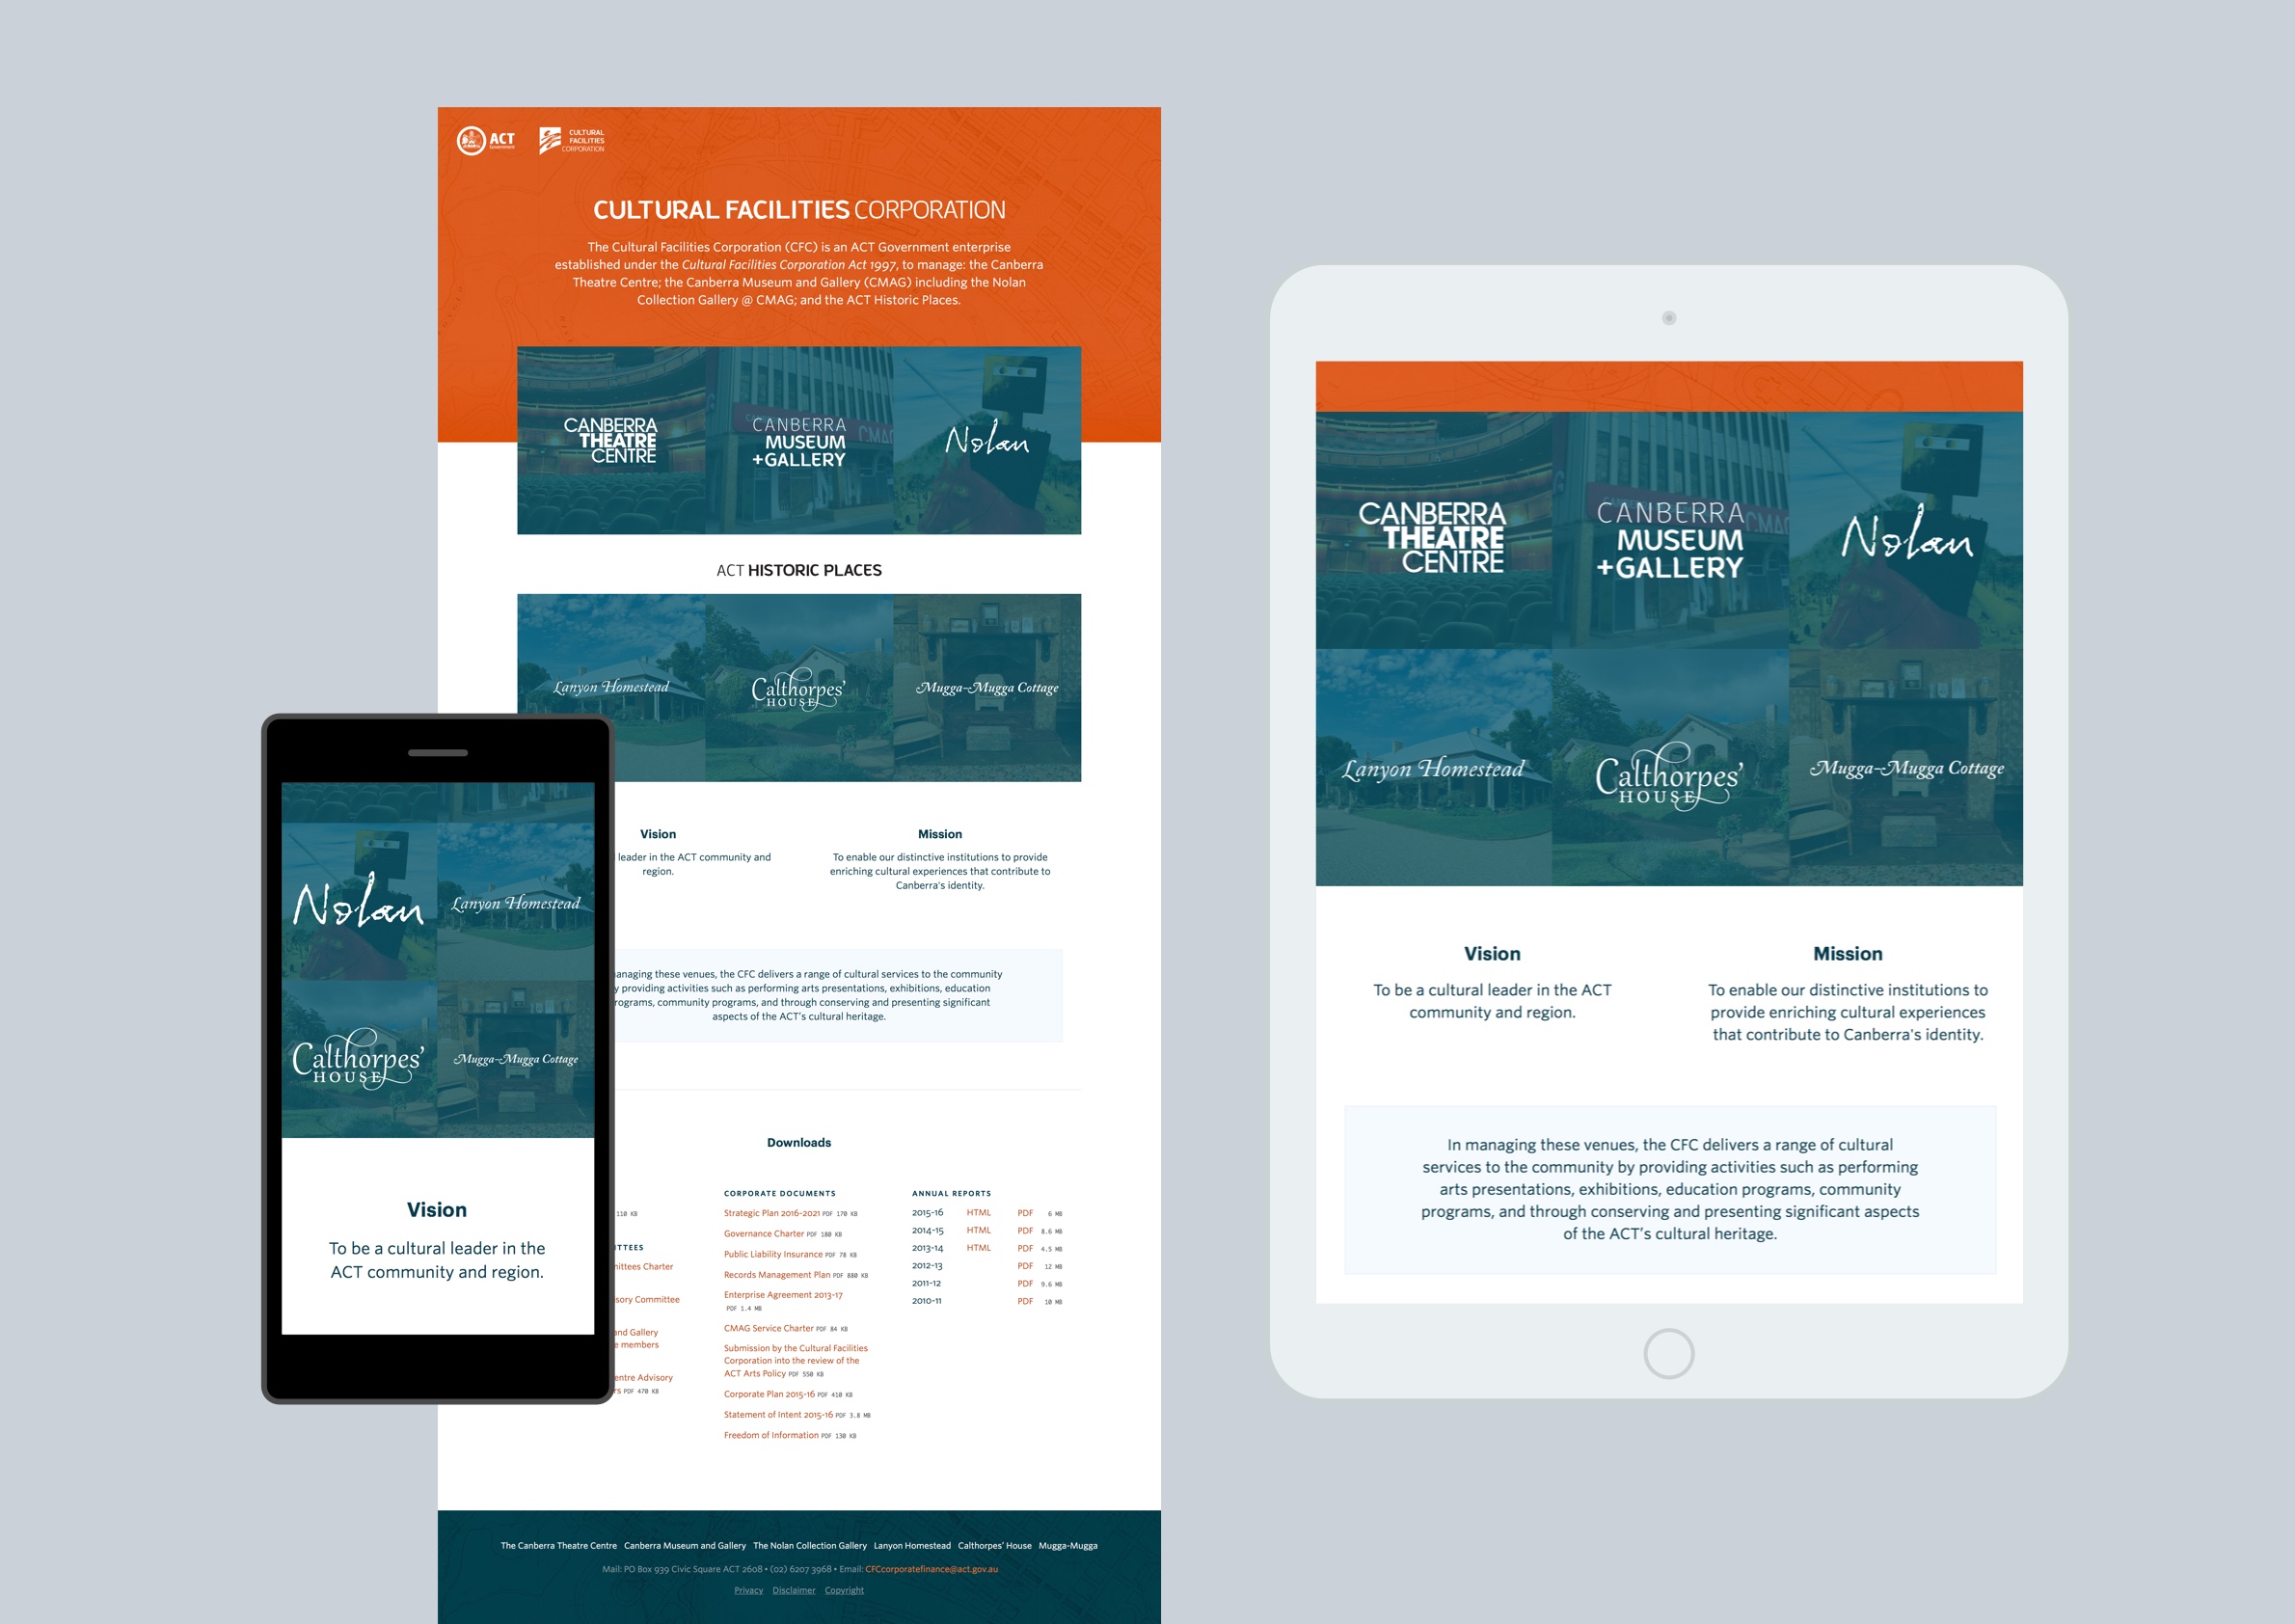 ACT
Government
CULTURAL
FACILITIES
CORPORATION
CULTURAL FACILITIES CORPORATION
The Cultural Facilities Corporation (CFC) is an ACT Government enterprise
established under the Cultural Facilities Corporation Act 1997, to manage: the Canberra
Theatre Centre; the Canberra Museum and Gallery (CMAG) including the Nolan
Collection Gallery @ CMAG; and the ACT Historic Places.
CANBERRA
THEATRE
CENTRE
CANBERRA
MUSEUM
+GALLERY
CMAG
Nolan
ACT HISTORIC PLACES
Lanyon Homestead
Calthorpes'
HOUSE
Mugga-Mugga Cottage
Vision
leader in the ACT community and
region.
Mission
To enable our distinctive institutions to provide
enriching cultural experiences that contribute to
Canberra's identity.
managing these venues, the CFC delivers a range of cultural services to the community
y providing activities such as performing arts presentations, exhibitions, education
rograms, community programs, and through conserving and presenting significant
aspects of the ACT's cultural heritage.
Downloads
110 KB
ITTEES
mittees Charter
sory Committee
and Gallery
e members
entre Advisory
rs PDF 470 KB
CORPORATE DOCUMENTS
Strategic Plan 2016-2021 PDF 170 KB
Governance Charter PDF 180 KB
Public Liability Insurance PDF 78 KB
Records Management Plan PDF 880 KB
Enterprise Agreement 2013-17
PDF 1.4 MB
CMAG Service Charter PDF 84 KB
Submission by the Cultural Facilities
Corporation into the review of the
ACT Arts Policy PDF 550 KB
Corporate Plan 2015-16 PDF 410 KB
Statement of Intent 2015-16 PDF 3.8 MB
Freedom of Information PDF 130 KB
ANNUAL REPORTS
2015-16 HTML PDF 6 MB
2014-15 HTML PDF 8.6 MB
2013-14 HTML PDF 4.5 MB
2012-13 PDF 12 MB
2011-12 PDF 9.6 MB
2010-11 PDF 10 MB
The Canberra Theatre Centre Canberra Museum and Gallery The Nolan Collection Gallery Lanyon Homestead Calthorpes' House Mugga-Mugga
Mail: PO Box 939 Civic Square ACT 2608 • (02) 6207 3968 • Email: CFCcorporatefinance@act.gov.au
Privacy Disclaimer Copyright
Nolan
Lanyon Homestead
Calthorpes'
HOUSE
Mugga-Mugga Cottage
Vision
To be a cultural leader in the
ACT community and region.
CANBERRA
THEATRE
CENTRE
CANBERRA
MUSEUM
+GALLERY
CMAG
Nolan
Lanyon Homestead
Calthorpes'
HOUSE
Mugga-Mugga Cottage
Vision
To be a cultural leader in the ACT
community and region.
Mission
To enable our distinctive institutions to
provide enriching cultural experiences
that contribute to Canberra's identity.
In managing these venues, the CFC delivers a range of cultural
services to the community by providing activities such as performing
arts presentations, exhibitions, education programs, community
programs, and through conserving and presenting significant aspects
of the ACT's cultural heritage.